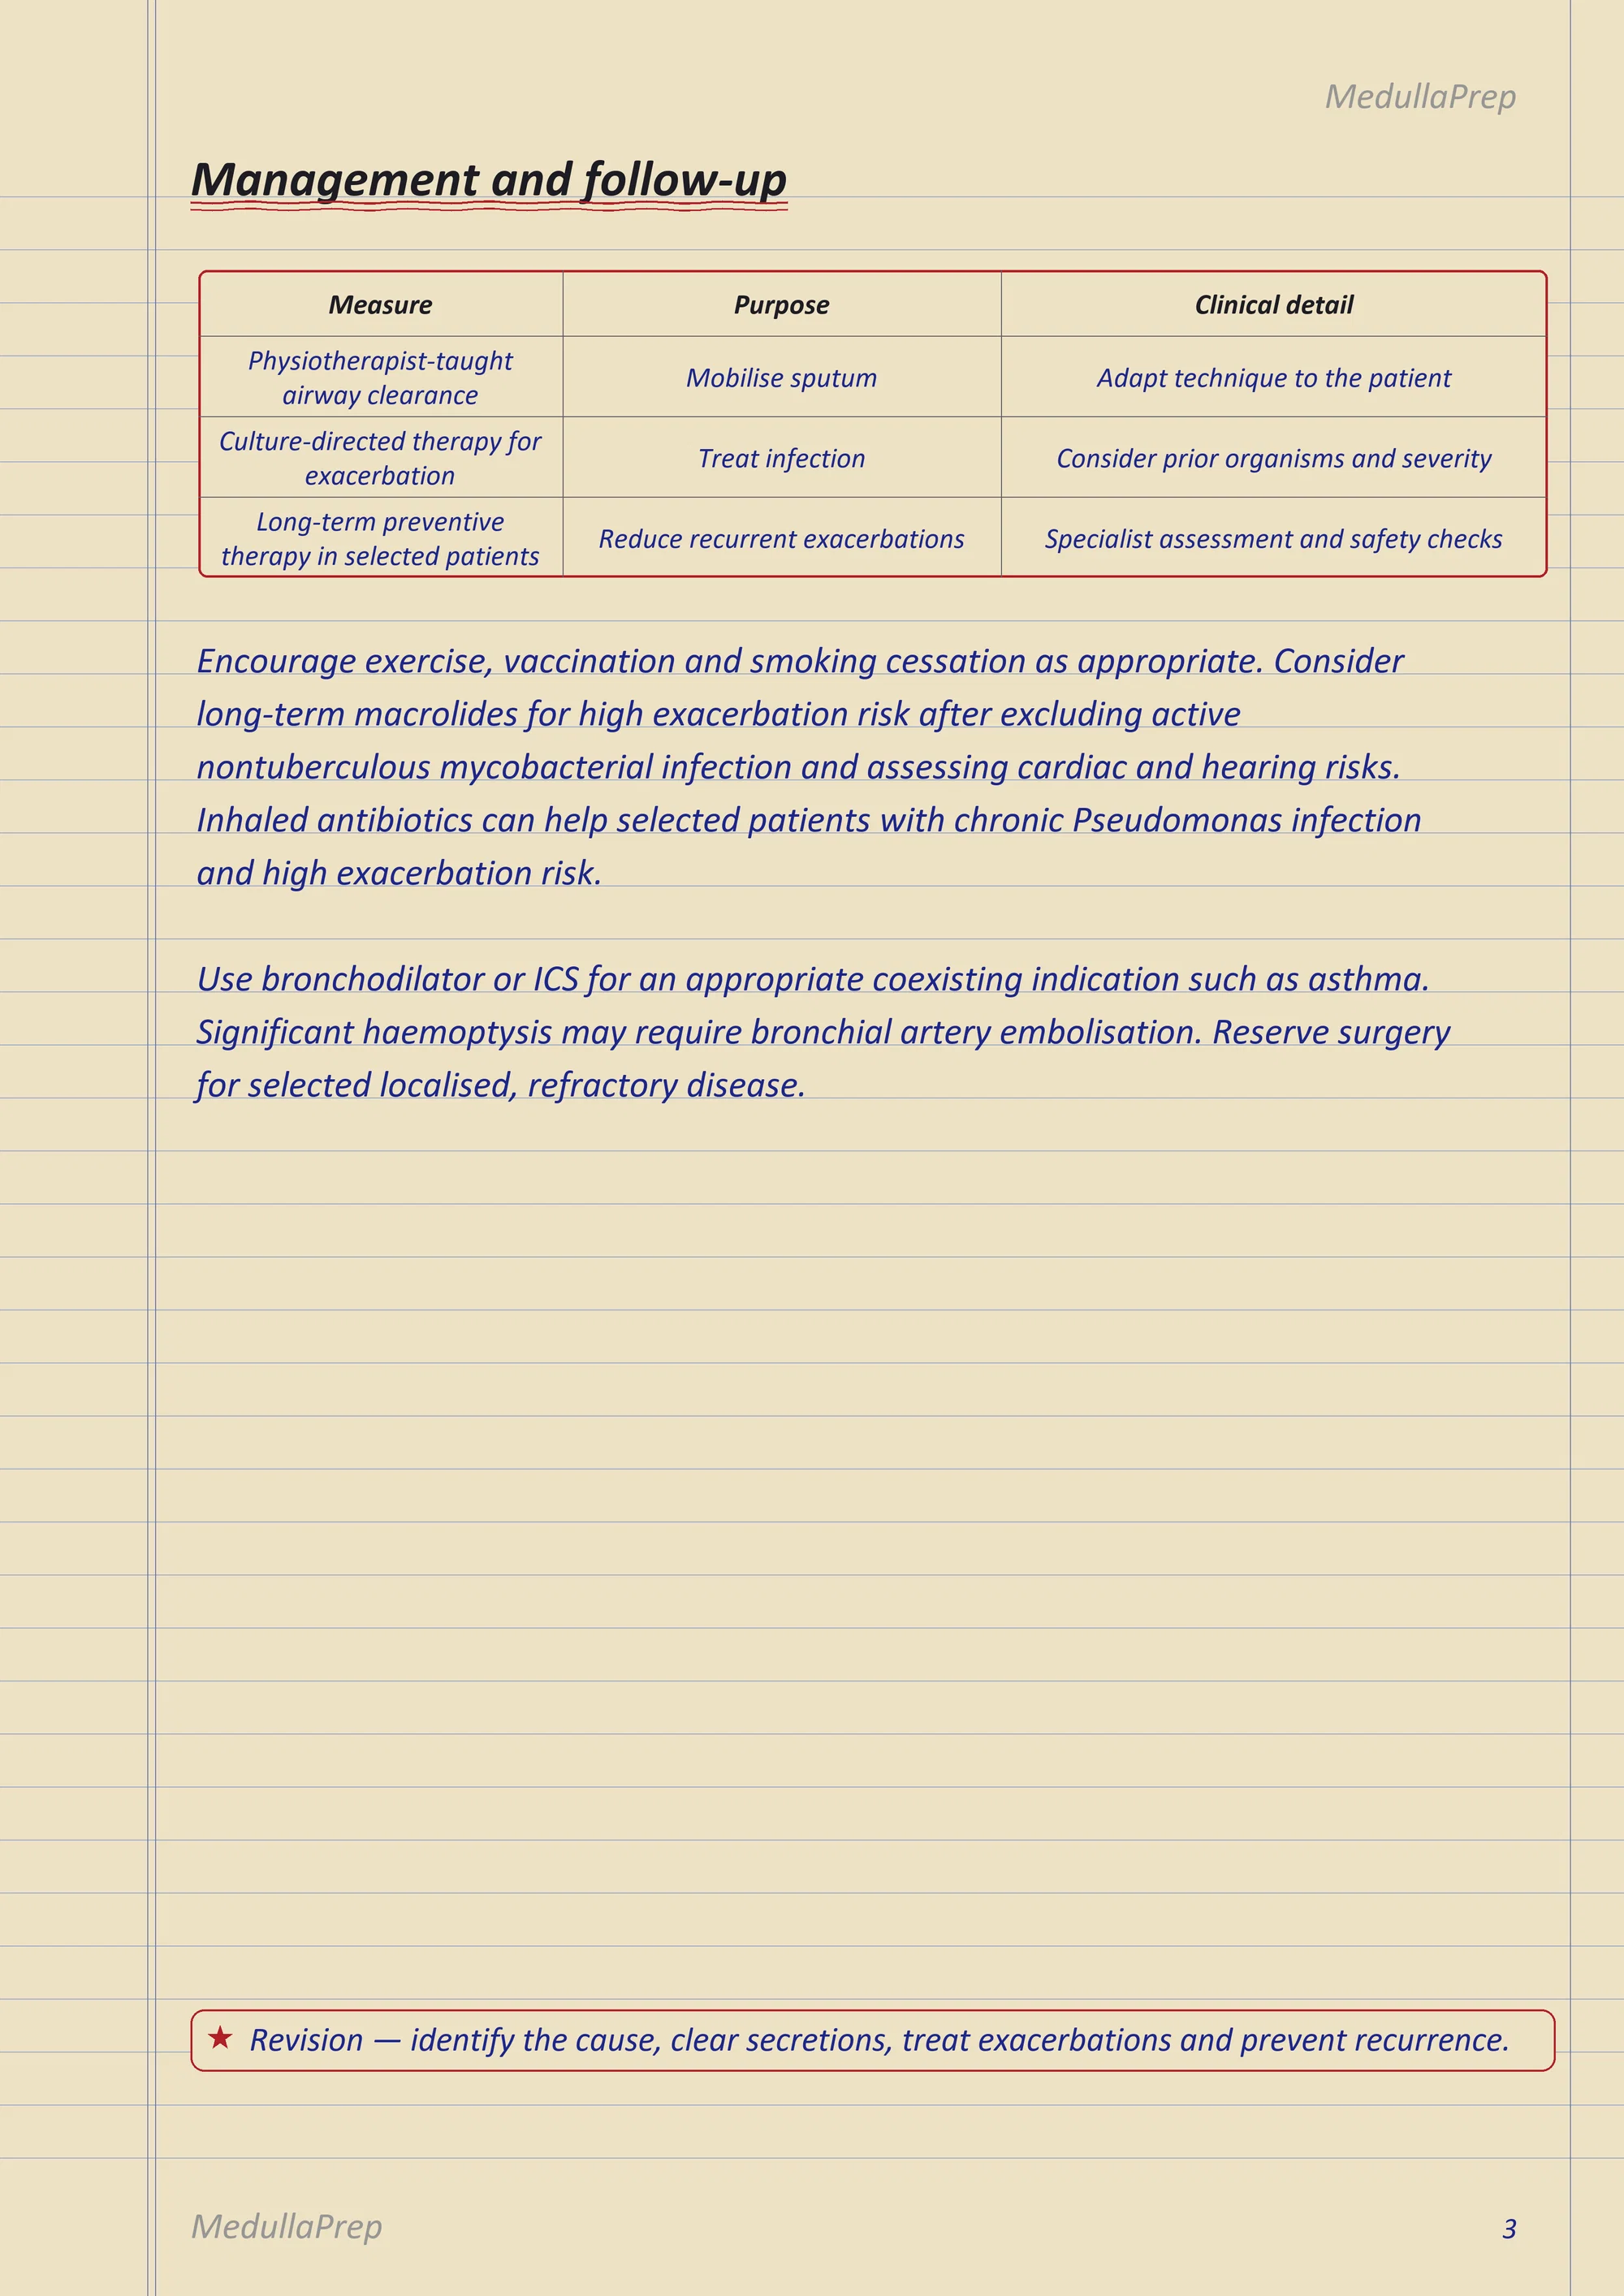 MedullaPrep
Management and follow-up
Measure Purpose Clinical detail
Physiotherapist-taught
airway clearance
Mobilise sputum
Adapt technique to the patient
Culture-directed therapy for
exacerbation
Treat infection
Consider prior organisms and severity
Long-term preventive
therapy in selected patients
Reduce recurrent exacerbations
Specialist assessment and safety checks
Encourage exercise, vaccination and smoking cessation as appropriate. Consider
long-term macrolides for high exacerbation risk after excluding active
nontuberculous mycobacterial infection and assessing cardiac and hearing risks.
Inhaled antibiotics can help selected patients with chronic Pseudomonas infection
and high exacerbation risk.
Use bronchodilator or ICS for an appropriate coexisting indication such as asthma.
Significant haemoptysis may require bronchial artery embolisation. Reserve surgery
for selected localised, refractory disease.
★ Revision — identify the cause, clear secretions, treat exacerbations and prevent recurrence.
MedullaPrep 3